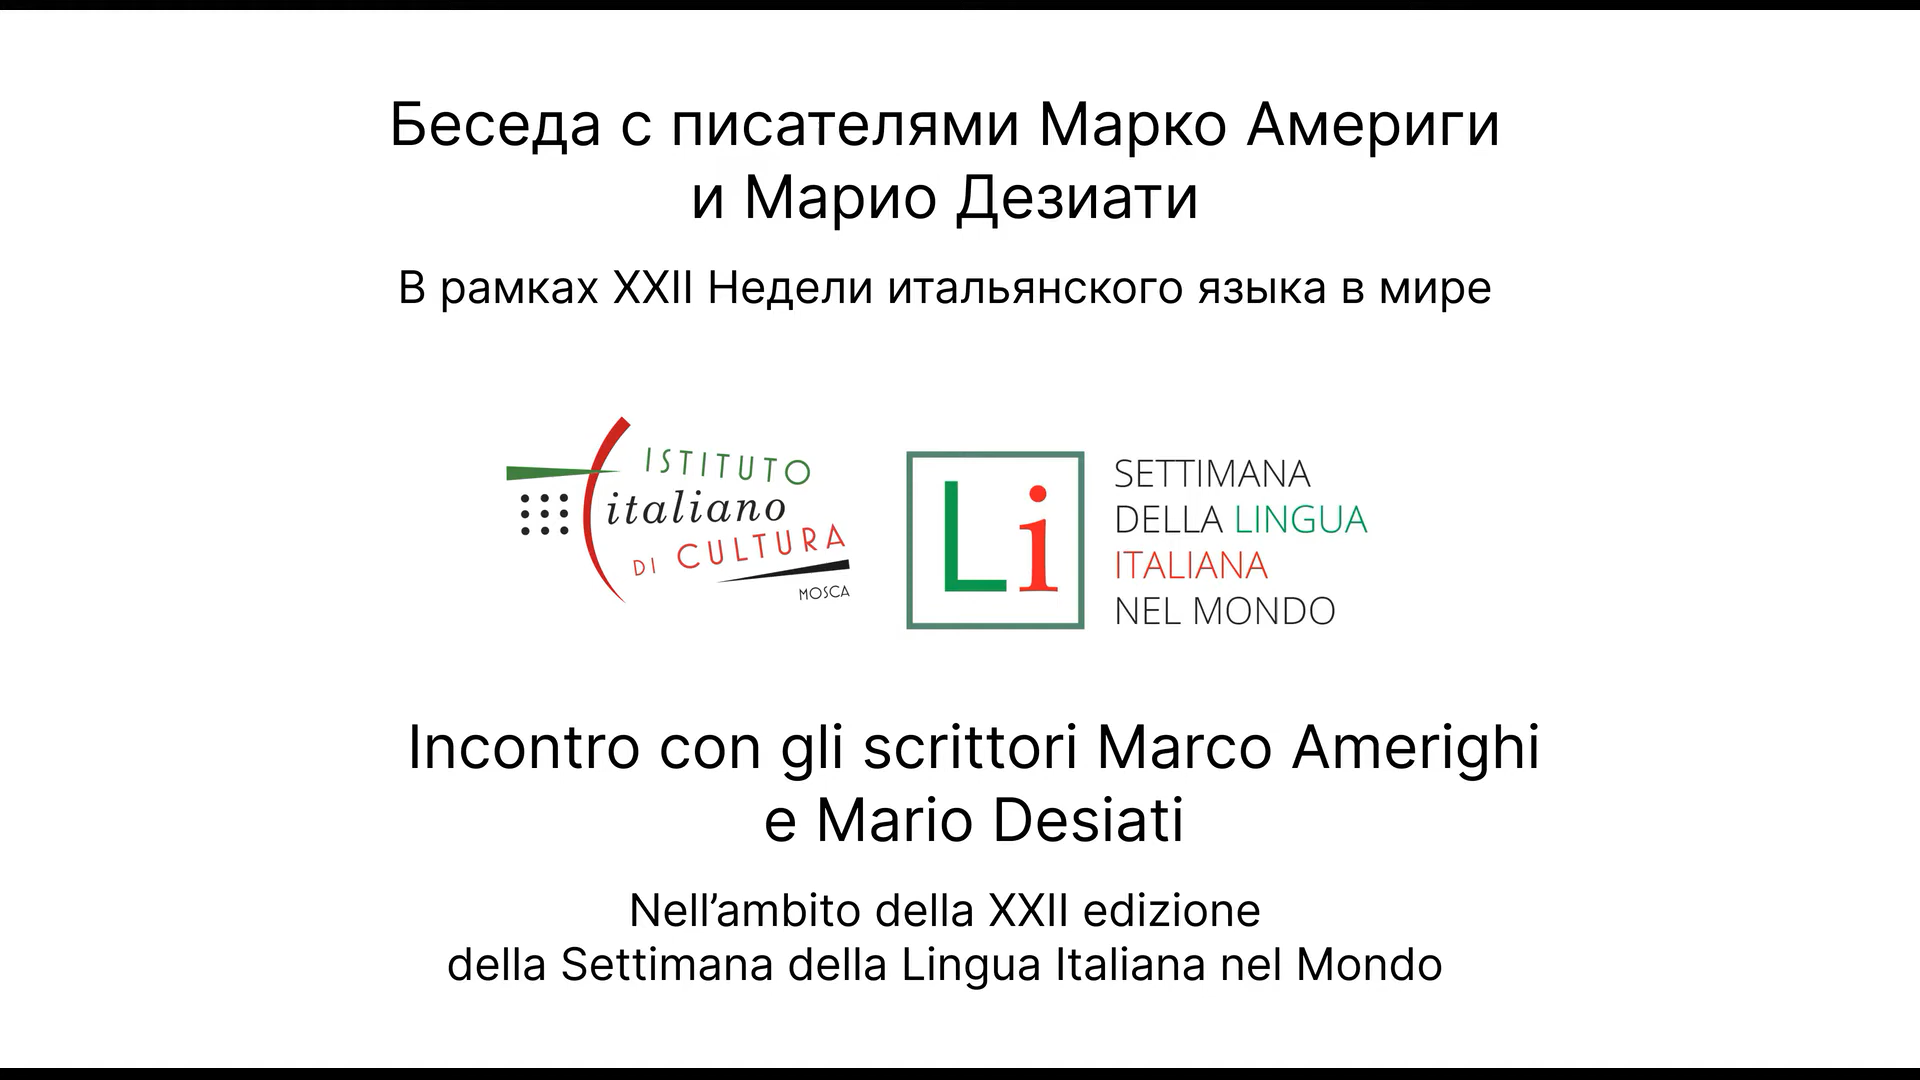 Беседа с писателями Марко Америги
и Марио Дезиати
В рамках XXII Недели итальянского языка в мире
ISTITUTO
italiano
DI CULTURA
MOSCA
Li
SETTIMANA
DELLA LINGUA
ITALIANA
NEL MONDO
Incontro con gli scrittori Marco Amerighi
e Mario Desiati
Nell’ambito della XXII edizione
della Settimana della Lingua Italiana nel Mondo